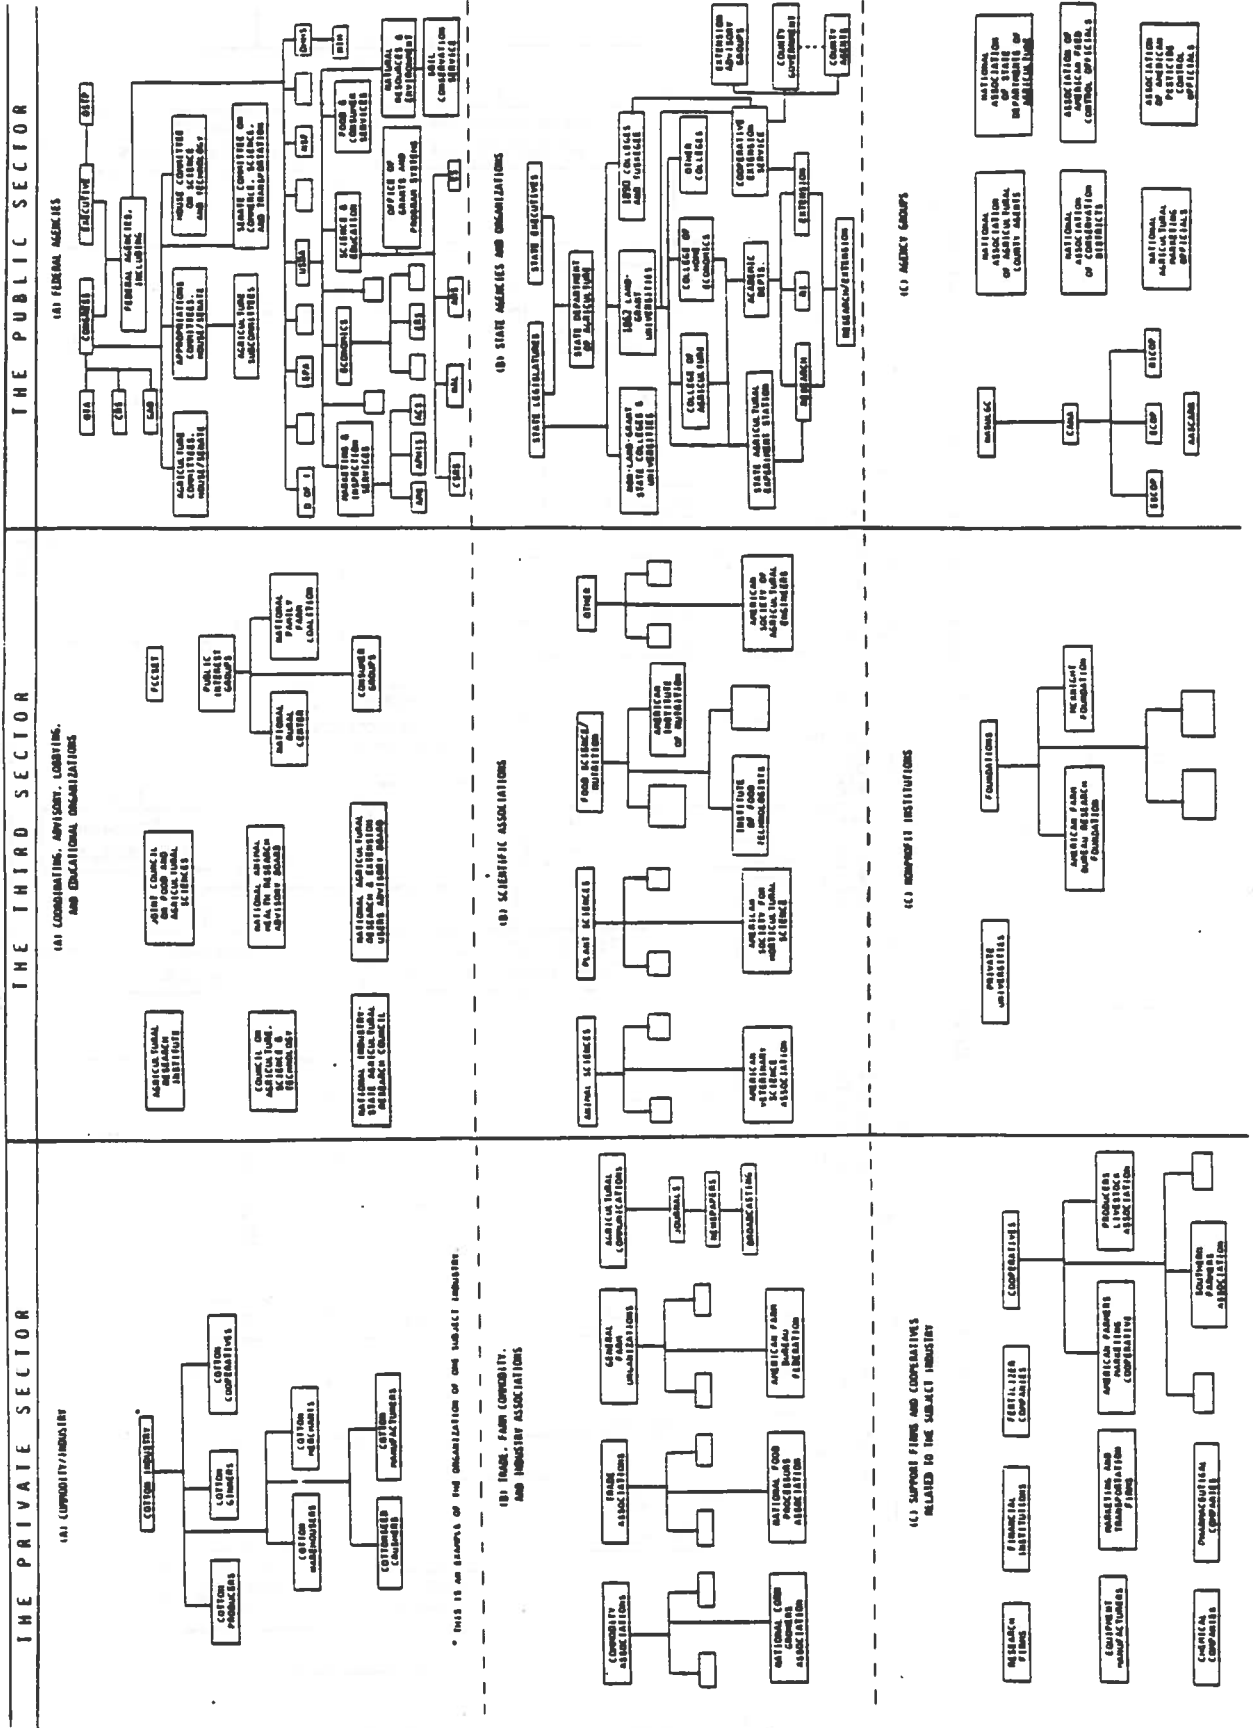 THE PRIVATE SECTOR
(A) COMMODITY/INDUSTRY
COTTON INDUSTRY
COTTON
PRODUCERS
COTTON
GINNERS
COTTON
COOPERATIVES
COTTON
WAREHOUSERS
COTTON
MERCHANTS
COTTONSEED
CRUSHERS
COTTON
MANUFACTURERS
* THIS IS AN EXAMPLE OF THE ORGANIZATION OF ONE SUBJECT INDUSTRY.
(B) TRADE, FARM COMMODITY,
AND INDUSTRY ASSOCIATIONS
COMMODITY
ASSOCIATIONS
TRADE
ASSOCIATIONS
GENERAL
FARM
ORGANIZATIONS
AGRICULTURAL
COMMUNICATIONS
JOURNALS
NEWSPAPERS
BROADCASTING
NATIONAL CORN
GROWERS
ASSOCIATION
NATIONAL FOOD
PROCESSORS
ASSOCIATION
AMERICAN FARM
BUREAU
FEDERATION
(C) SUPPORT FIRMS AND COOPERATIVES
RELATED TO THE SUBJECT INDUSTRY
RESEARCH
FIRMS
FINANCIAL
INSTITUTIONS
FERTILIZER
COMPANIES
COOPERATIVES
EQUIPMENT
MANUFACTURERS
MARKETING AND
TRANSPORTATION
FIRMS
AMERICAN FARMERS
MARKETING
COOPERATIVE
PRODUCERS
LIVESTOCK
ASSOCIATION
CHEMICAL
COMPANIES
PHARMACEUTICAL
COMPANIES
SOUTHERN
FARMERS
ASSOCIATION
THE THIRD SECTOR
(A) COORDINATING, ADVISORY, LOBBYING,
AND EDUCATIONAL ORGANIZATIONS
AGRICULTURAL
RESEARCH
INSTITUTE
JOINT COUNCIL
ON FOOD AND
AGRICULTURAL
SCIENCES
FCCSET
PUBLIC
INTEREST
GROUPS
COUNCIL ON
AGRICULTURE,
SCIENCE &
TECHNOLOGY
NATIONAL ANIMAL
HEALTH RESEARCH
ADVISORY BOARD
NATIONAL
RURAL
CENTER
NATIONAL
FAMILY
FARM
COALITION
NATIONAL INDUSTRY-
STATE AGRICULTURAL
RESEARCH COUNCIL
NATIONAL AGRICULTURAL
RESEARCH & EXTENSION
USERS ADVISORY BOARD
CONSUMER
GROUPS
(B) SCIENTIFIC ASSOCIATIONS
ANIMAL SCIENCES
PLANT SCIENCES
FOOD SCIENCE/
NUTRITION
OTHER
AMERICAN
INSTITUTE
OF NUTRITION
AMERICAN
VETERINARY
SCIENCE
ASSOCIATION
AMERICAN
SOCIETY FOR
HORTICULTURAL
SCIENCE
INSTITUTE
OF FOOD
TECHNOLOGISTS
AMERICAN
SOCIETY OF
AGRICULTURAL
ENGINEERS
(C) NONPROFIT INSTITUTIONS
PRIVATE
UNIVERSITIES
FOUNDATIONS
AMERICAN FARM
BUREAU RESEARCH
FOUNDATION
FOUNDATION
THE PUBLIC SECTOR
(A) FEDERAL AGENCIES
OTA
CRS
GAO
CONGRESS
EXECUTIVE
OSTP
FEDERAL AGENCIES,
INCLUDING
AGRICULTURE
COMMITTEES,
HOUSE/SENATE
APPROPRIATIONS
COMMITTEES,
HOUSE/SENATE
HOUSE COMMITTEE
ON SCIENCE
AND TECHNOLOGY
AGRICULTURE
SUBCOMMITTEES
SENATE COMMITTEE ON
COMMERCE, SCIENCE,
AND TRANSPORTATION
D OF I
EPA
USDA
NSF
DHHS
NIH
MARKETING &
INSPECTION
SERVICES
ECONOMICS
SCIENCE &
EDUCATION
FOOD &
CONSUMER
SERVICES
NATURAL
RESOURCES &
ENVIRONMENT
OFFICE OF
GRANTS AND
PROGRAM SYSTEMS
SOIL
CONSERVATION
SERVICE
AMS
APHIS
ACS
ERS
CSRS
NAL
ARS
ES
(B) STATE AGENCIES AND ORGANIZATIONS
STATE LEGISLATURES
STATE EXECUTIVES
STATE DEPARTMENT
OF AGRICULTURE
NON-LAND-GRANT
STATE COLLEGES &
UNIVERSITIES
1862 LAND-
GRANT
UNIVERSITIES
1890 COLLEGES
AND TUSKEGEE
COLLEGE OF
AGRICULTURE
COLLEGE OF
HOME
ECONOMICS
OTHER
COLLEGES
EXTENSION
ADVISORY
GROUPS
STATE AGRICULTURAL
EXPERIMENT STATION
ACADEMIC
DEPTS.
COOPERATIVE
EXTENSION
SERVICE
COUNTY
GOVERNMENT
COUNTY
AGENTS
RESEARCH
RI
EXTENSION
RESEARCH/EXTENSION
(C) AGENCY GROUPS
NASULGC
NATIONAL
ASSOCIATION
OF AGRICULTURAL
COUNTY AGENTS
NATIONAL
ASSOCIATION
OF STATE
DEPARTMENTS OF
AGRICULTURE
NATIONAL
ASSOCIATION
OF CONSERVATION
DISTRICTS
ASSOCIATION OF
AMERICAN FEED
CONTROL OFFICIALS
ESCOP
ECOP
RICOP
NATIONAL
AGRICULTURAL
MARKETING
OFFICIALS
ASSOCIATION
OF AMERICAN
PESTICIDE
CONTROL
OFFICIALS
AASCARR